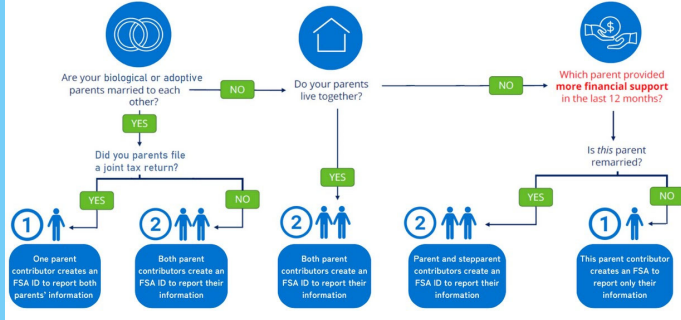 Are your biological or adoptive
parents married to each
other?
NO
Do your parents
live together?
NO
Which parent provided
more financial support
in the last 12 months?
YES
Did you parents file
a joint tax return?
Is this parent
remarried?
YES
NO
YES
YES
NO
1
2
2
2
1
One parent
contributor creates an
FSA ID to report both
parents' information
Both parent
contributors create an
FSA ID to report their
information
Both parent
contributors create an
FSA ID to report their
information
Parent and stepparent
contributors create an
FSA ID to report their
information
This parent contributor
creates an FSA to
report only their
information